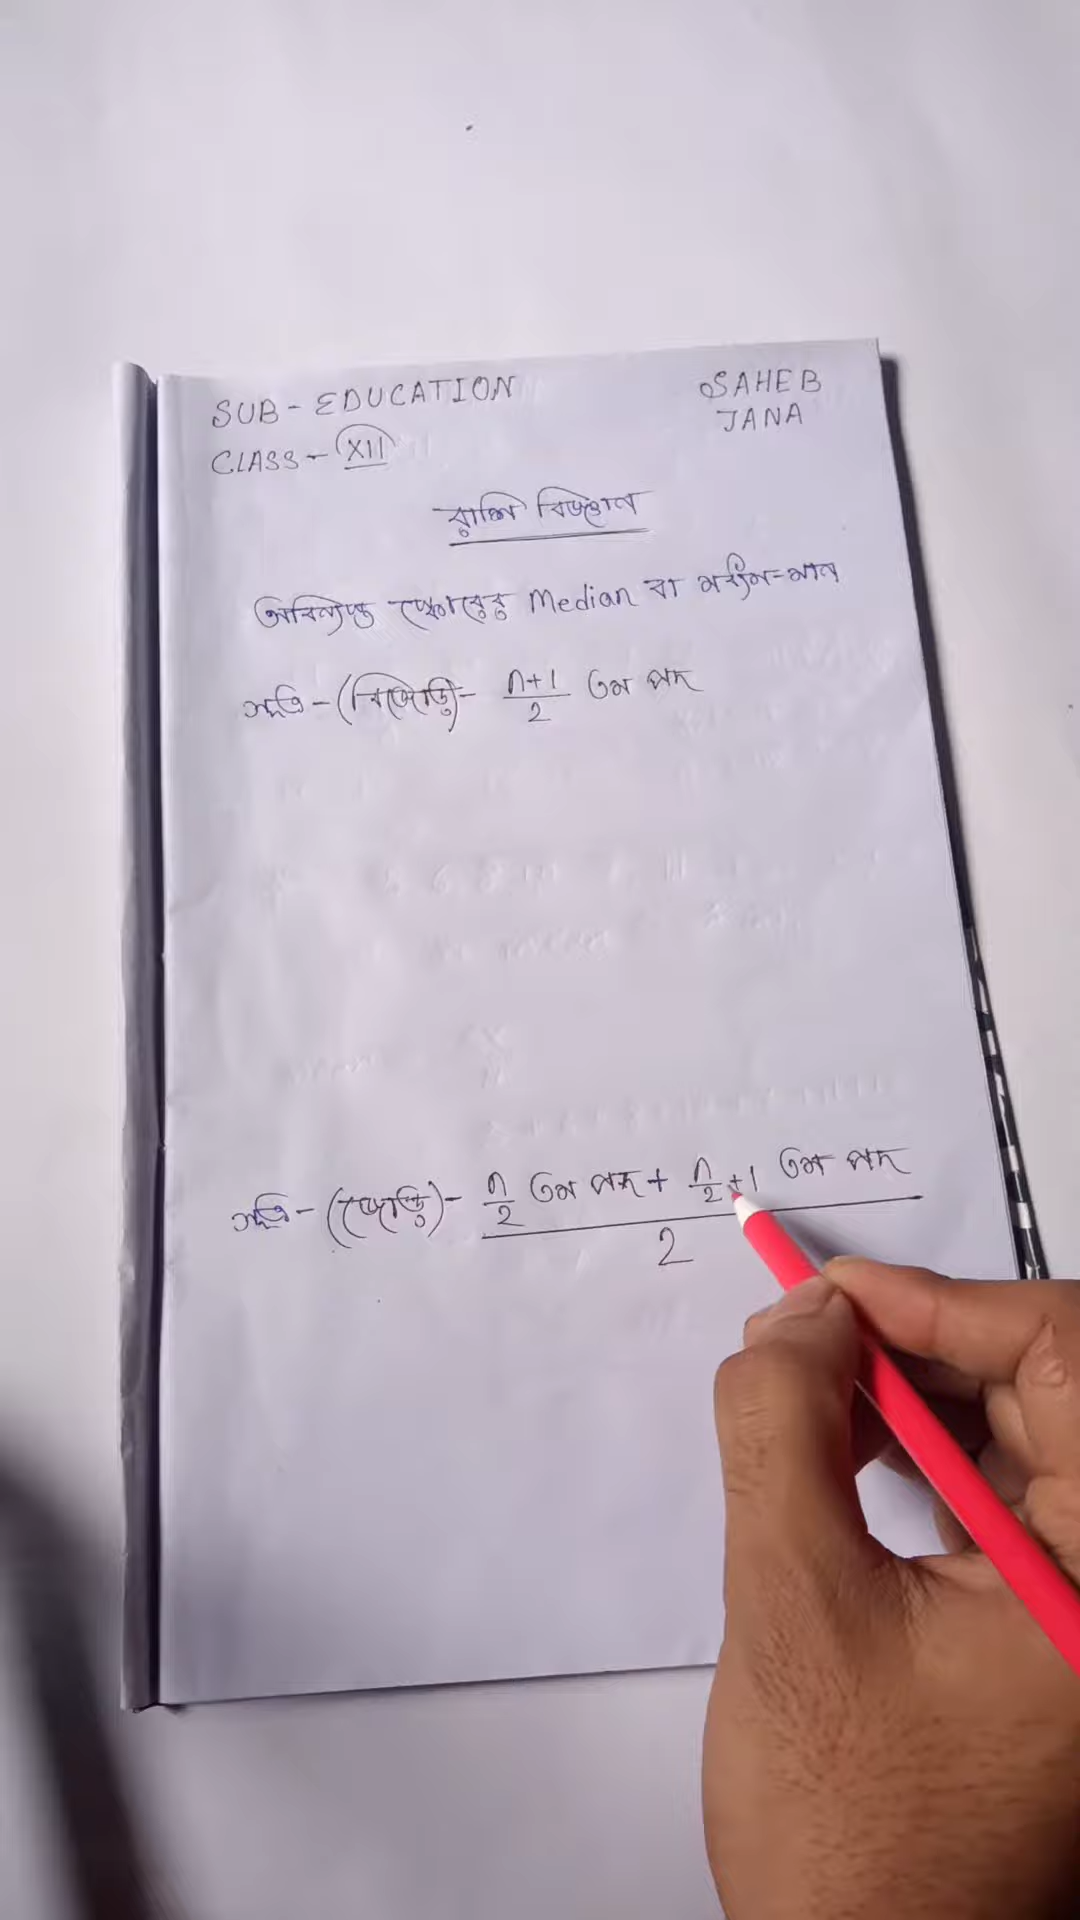 SUB - EDUCATION
SAHEB
JANA
CLASS - XII
রাশি বিজ্ঞান
অবিন্যস্ত স্কোরের Median বা মধ্যম-মান
সূত্র - (বিজোড়) - n+1/2 তম পদ
সূত্র - (জোড়) - n/2 তম পদ + n/2 +1 তম পদ
2